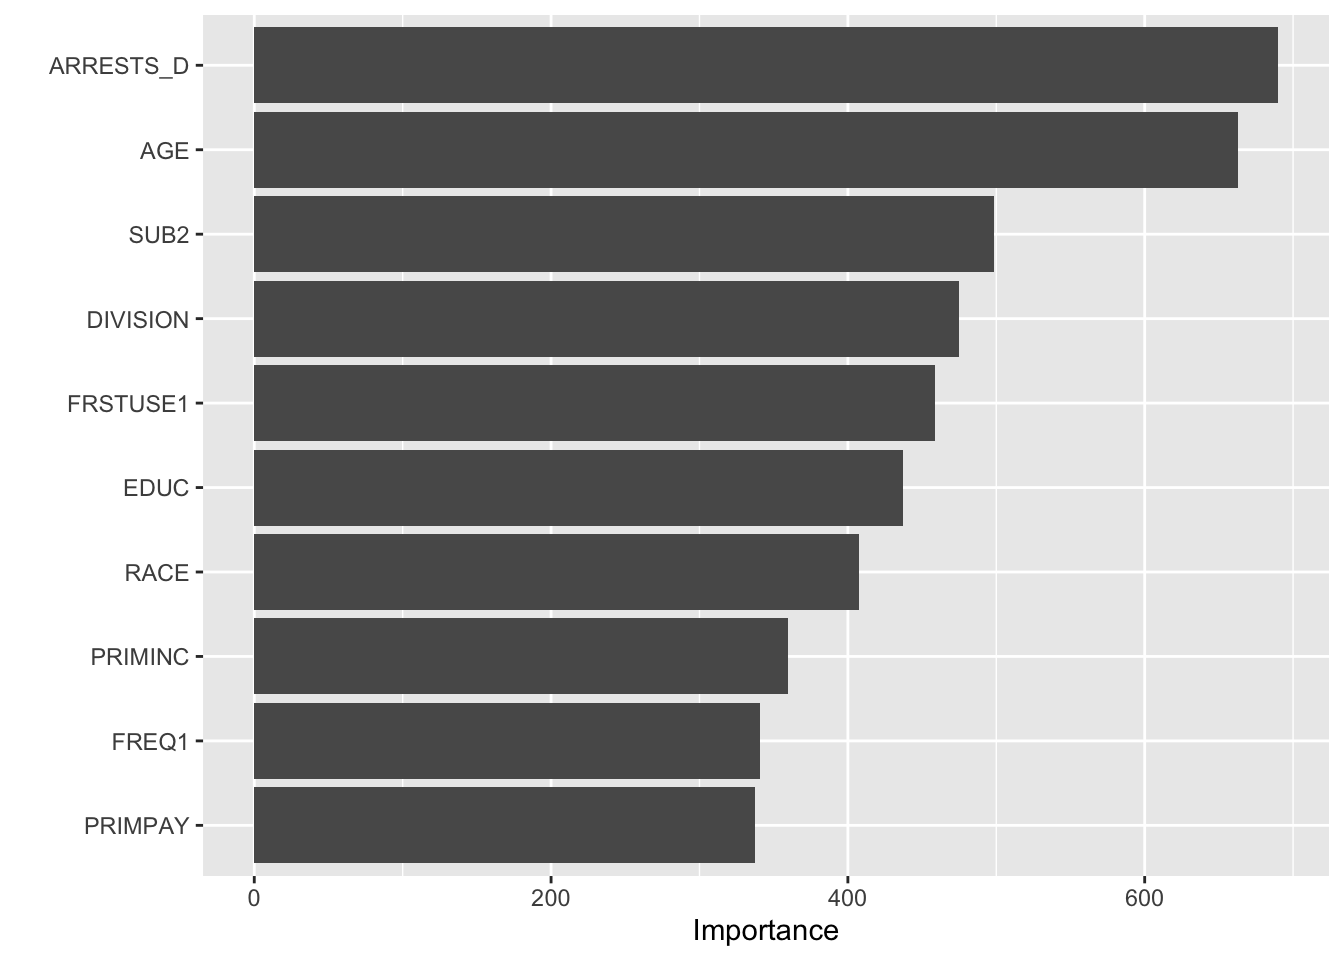 ARRESTS_D
AGE
SUB2
DIVISION
FRSTUSE1
EDUC
RACE
PRIMINC
FREQ1
PRIMPAY
0 200 400 600
Importance